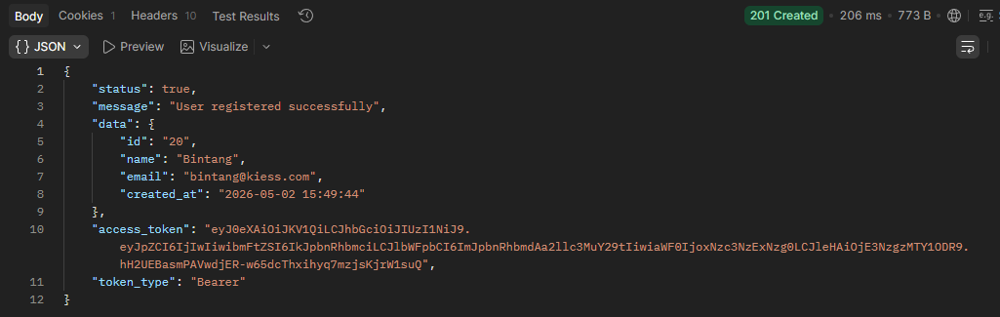 Body Cookies 1 Headers 10 Test Results 201 Created • 206 ms • 773 B • e.g.
{} JSON Preview Visualize
1 {
2 "status": true,
3 "message": "User registered successfully",
4 "data": {
5 "id": "20",
6 "name": "Bintang",
7 "email": "bintang@kiess.com",
8 "created_at": "2026-05-02 15:49:44"
9 },
10 "access_token": "eyJ0eXAiOiJKV1QiLCJhbGciOiJIUzI1NiJ9.
eyJpZCI6IjIwIiwibmFtZSI6IkJpbnRhbmciLCJlbWFpbCI6ImJpbnRhbmdAa2llc3MuY29tIiwiaWF0IjoxNzc3NzExNzg0LCJleHAiOjE3NzgzMTY1ODR9.
hH2UEBasmPAVwdjER-w65dcThxihyq7mzjsKjrW1suQ",
11 "token_type": "Bearer"
12 }